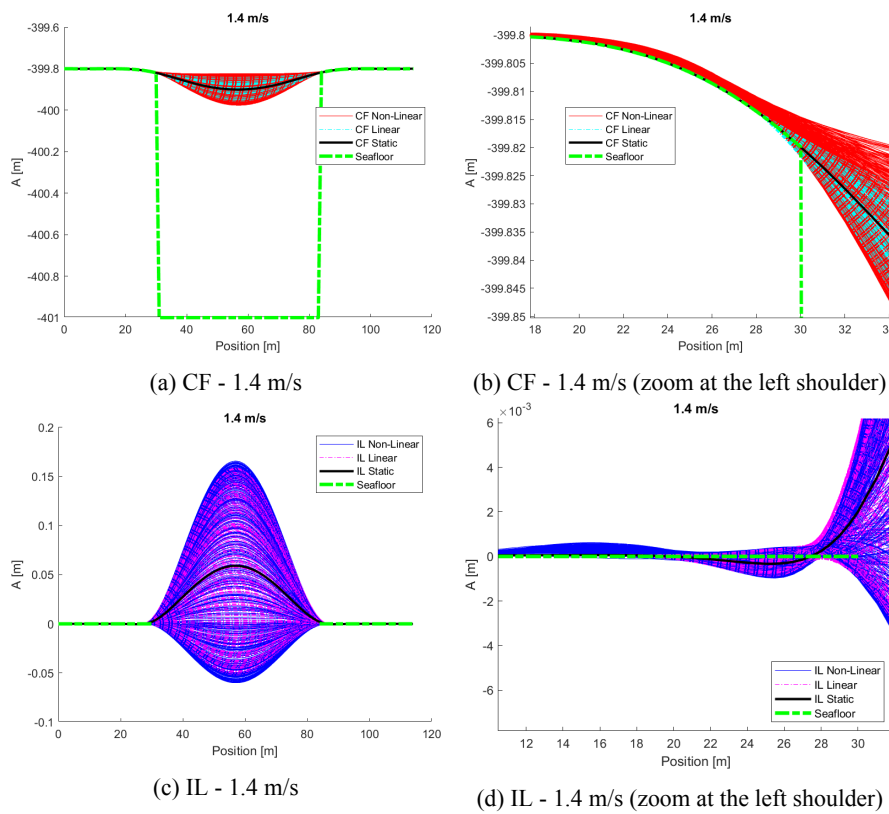 1.4 m/s
-399.6
-399.8
-400
-400.2
-400.4
-400.6
-400.8
-401
A [m]
0 20 40 60 80 100 120
Position [m]
CF Non-Linear
CF Linear
CF Static
Seafloor
(a) CF - 1.4 m/s
1.4 m/s
-399.8
-399.805
-399.81
-399.815
-399.82
-399.825
-399.83
-399.835
-399.84
-399.845
-399.85
A [m]
18 20 22 24 26 28 30 32
Position [m]
CF Non-Linear
CF Linear
CF Static
Seafloor
(b) CF - 1.4 m/s (zoom at the left shoulder)
1.4 m/s
0.2
0.15
0.1
0.05
0
-0.05
-0.1
A [m]
0 20 40 60 80 100 120
Position [m]
IL Non-Linear
IL Linear
IL Static
Seafloor
(c) IL - 1.4 m/s
×10⁻³
1.4 m/s
6
4
2
0
-2
-4
-6
A [m]
12 14 16 18 20 22 24 26 28 30
Position [m]
IL Non-Linear
IL Linear
IL Static
Seafloor
(d) IL - 1.4 m/s (zoom at the left shoulder)